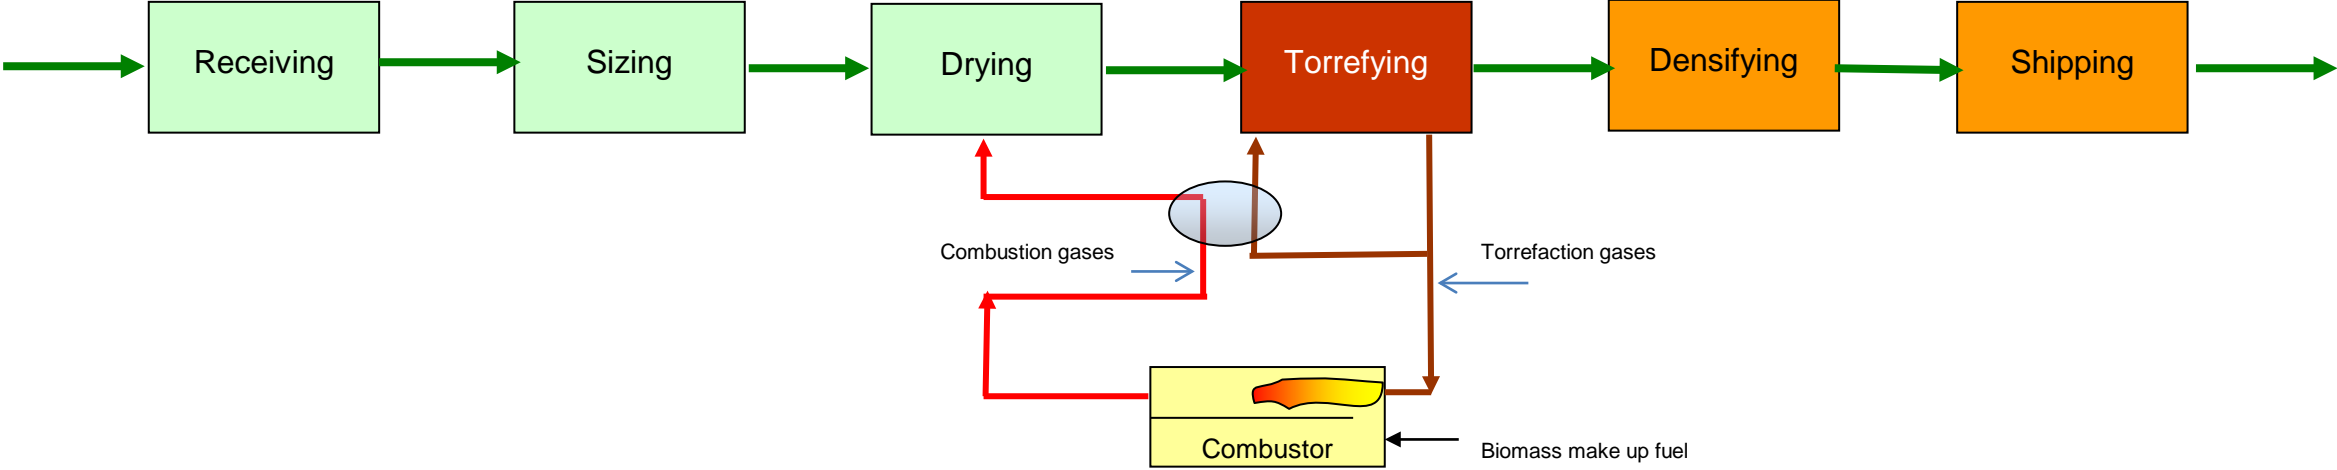 Receiving
Sizing
Drying
Torrefying
Densifying
Shipping
Combustion gases
Torrefaction gases
Combustor
Biomass make up fuel